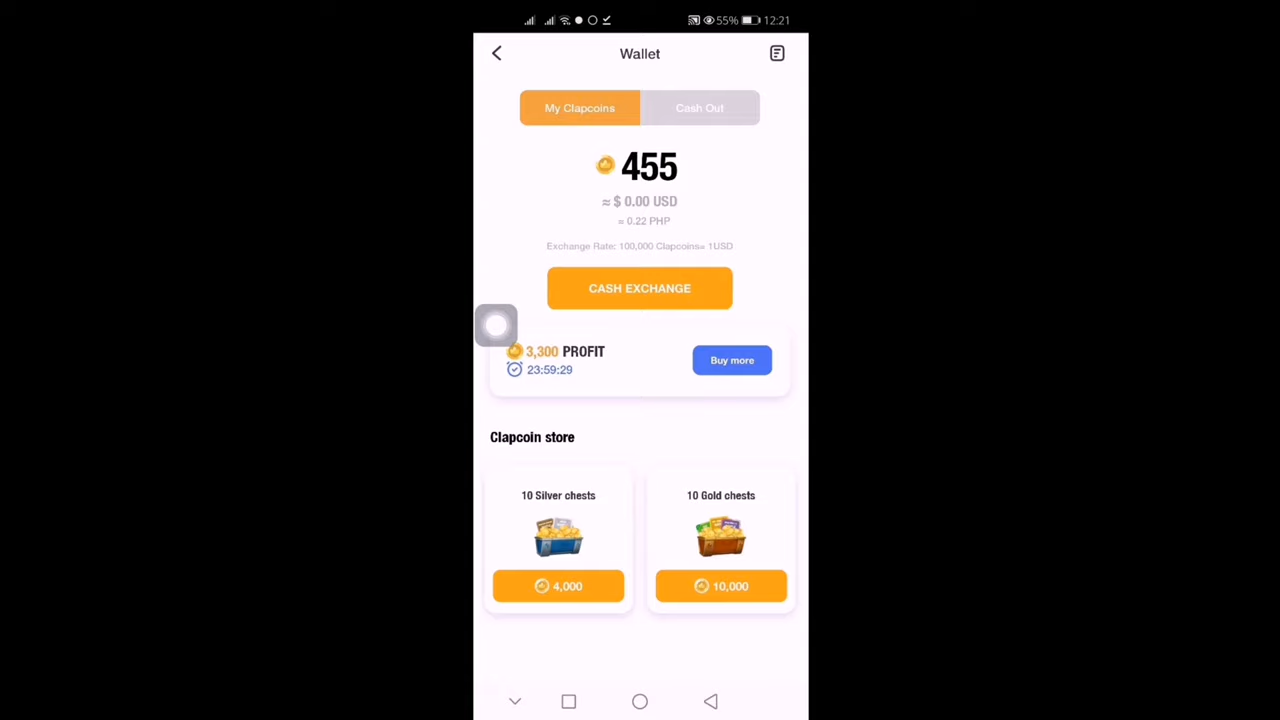 55% 12:21
Wallet
My Clapcoins Cash Out
455
≈ $ 0.00 USD
= 0.22 PHP
Exchange Rate: 100,000 Clapcoins= 1USD
CASH EXCHANGE
3,300 PROFIT
23:59:29
Buy more
Clapcoin store
10 Silver chests
4,000
10 Gold chests
10,000